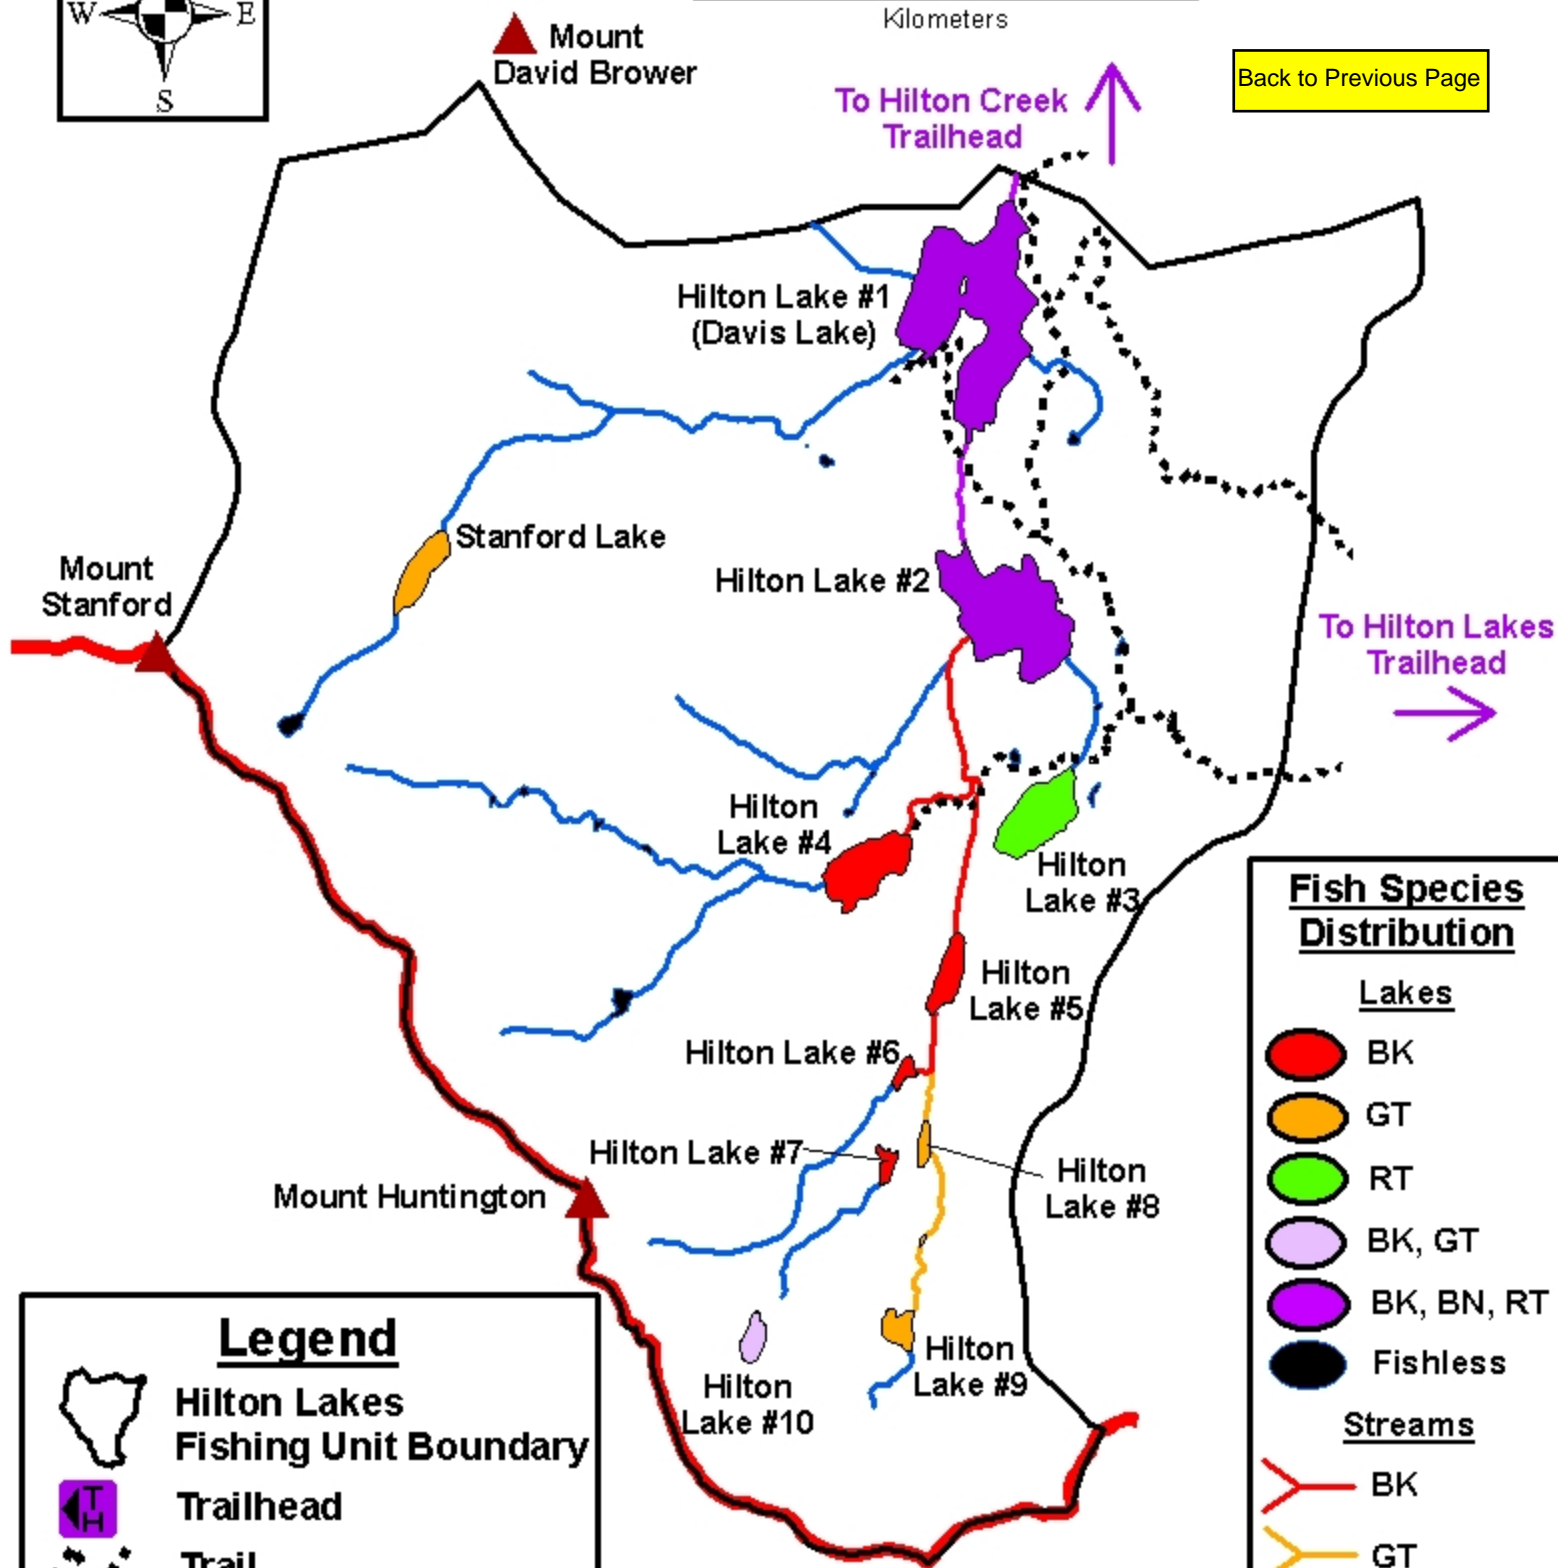 W
E
S
Kilometers
Mount
David Brower
Back to Previous Page
To Hilton Creek
Trailhead
Hilton Lake #1
(Davis Lake)
Stanford Lake
Mount
Stanford
Hilton Lake #2
To Hilton Lakes
Trailhead
Hilton
Lake #4
Hilton
Lake #3
Hilton
Lake #5
Hilton Lake #6
Hilton Lake #7
Hilton
Lake #8
Mount Huntington
Hilton
Lake #9
Hilton
Lake #10
Fish Species
Distribution
Lakes
BK
GT
RT
BK, GT
BK, BN, RT
Fishless
Streams
BK
GT
Legend
Hilton Lakes
Fishing Unit Boundary
TH
Trailhead
Trail